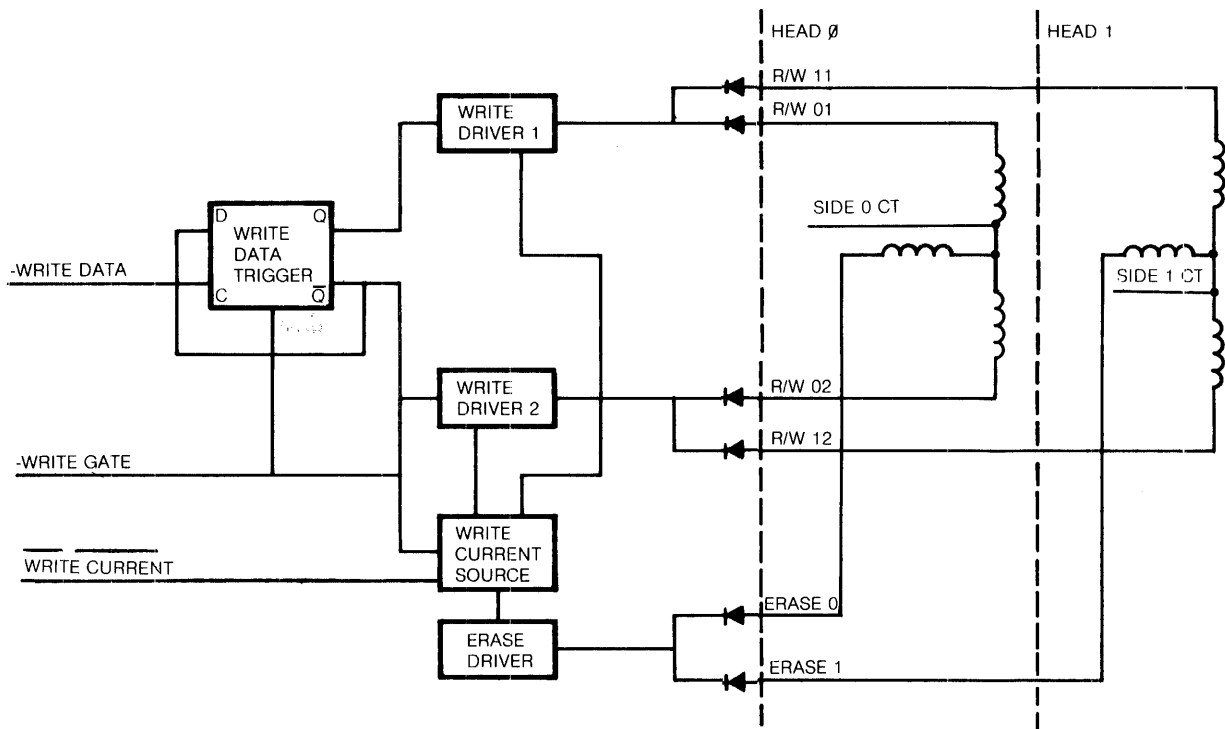 HEAD Ø
HEAD 1
R/W 11
R/W 01
WRITE
DRIVER 1
SIDE 0 CT
D
Q
WRITE
DATA
TRIGGER
C
Q̅
-WRITE DATA
SIDE 1 CT
WRITE
DRIVER 2
R/W 02
R/W 12
-WRITE GATE
WRITE
CURRENT
SOURCE
WRITE CURRENT
ERASE 0
ERASE
DRIVER
ERASE 1